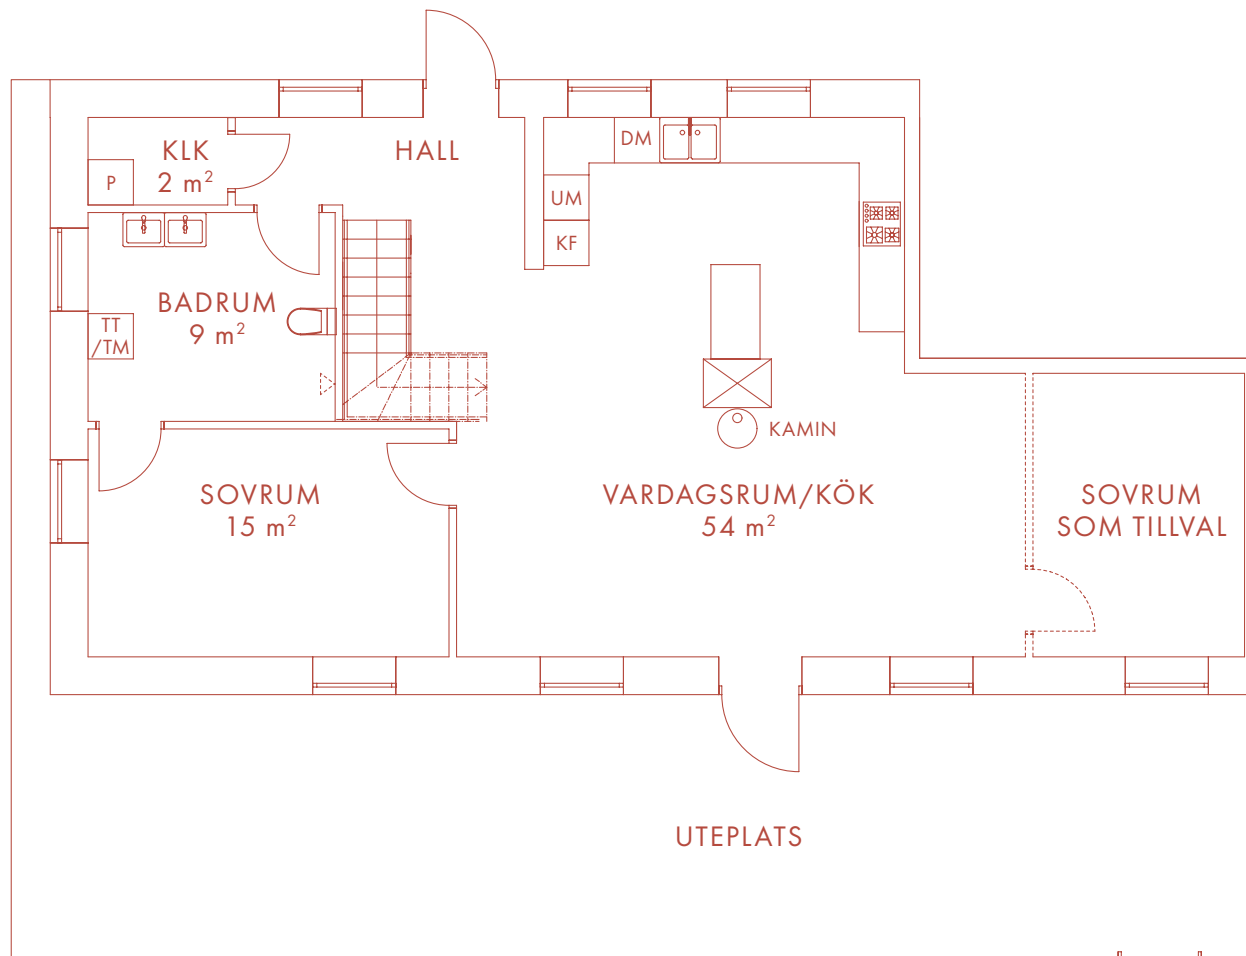 KLK
2 m²
P
HALL
DM
UM
KF
BADRUM
9 m²
TT
/TM
KAMIN
SOVRUM
15 m²
VARDAGSRUM/KÖK
54 m²
SOVRUM
SOM TILLVAL
UTEPLATS